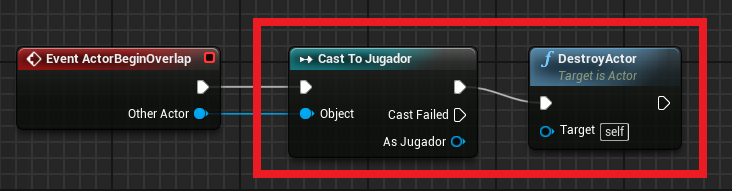 Event ActorBeginOverlap
Other Actor
Cast To Jugador
Object
Cast Failed
As Jugador
f DestroyActor
Target is Actor
Target self